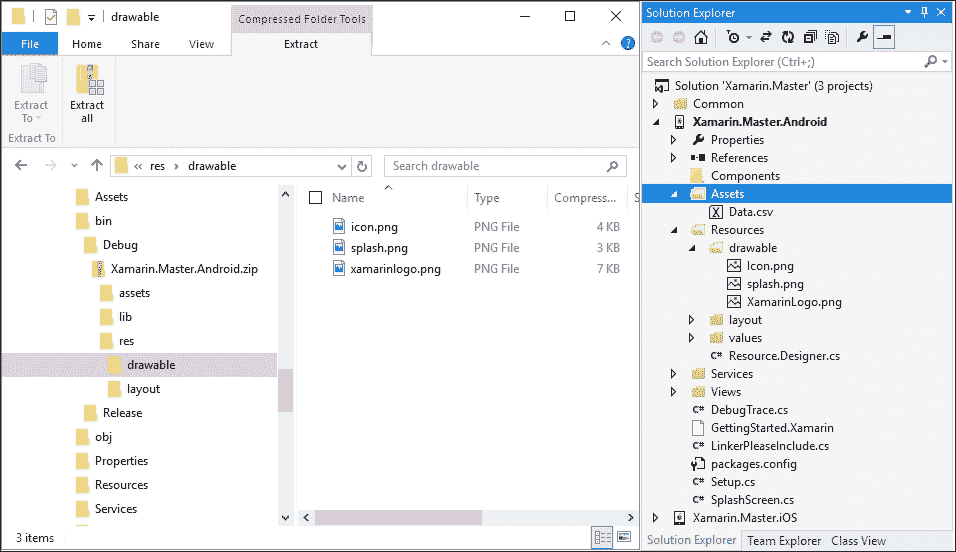 drawable
Compressed Folder Tools
File
Home
Share
View
Extract
Extract To
Extract all
Extract To
« res > drawable
Search drawable
Assets
bin
Debug
Xamarin.Master.Android.zip
assets
lib
res
drawable
layout
Release
obj
Properties
Resources
Services
Name
Type
Compress...
S
icon.png
PNG File
4 KB
splash.png
PNG File
3 KB
xamarinlogo.png
PNG File
7 KB
3 items
Solution Explorer
Search Solution Explorer (Ctrl+;)
Solution 'Xamarin.Master' (3 projects)
Common
Xamarin.Master.Android
Properties
References
Components
Assets
Data.csv
Resources
drawable
Icon.png
splash.png
XamarinLogo.png
layout
values
C# Resource.Designer.cs
Services
Views
C# DebugTrace.cs
GettingStarted.Xamarin
C# LinkerPleaseInclude.cs
packages.config
C# Setup.cs
C# SplashScreen.cs
Xamarin.Master.iOS
Solution Explorer
Team Explorer
Class View